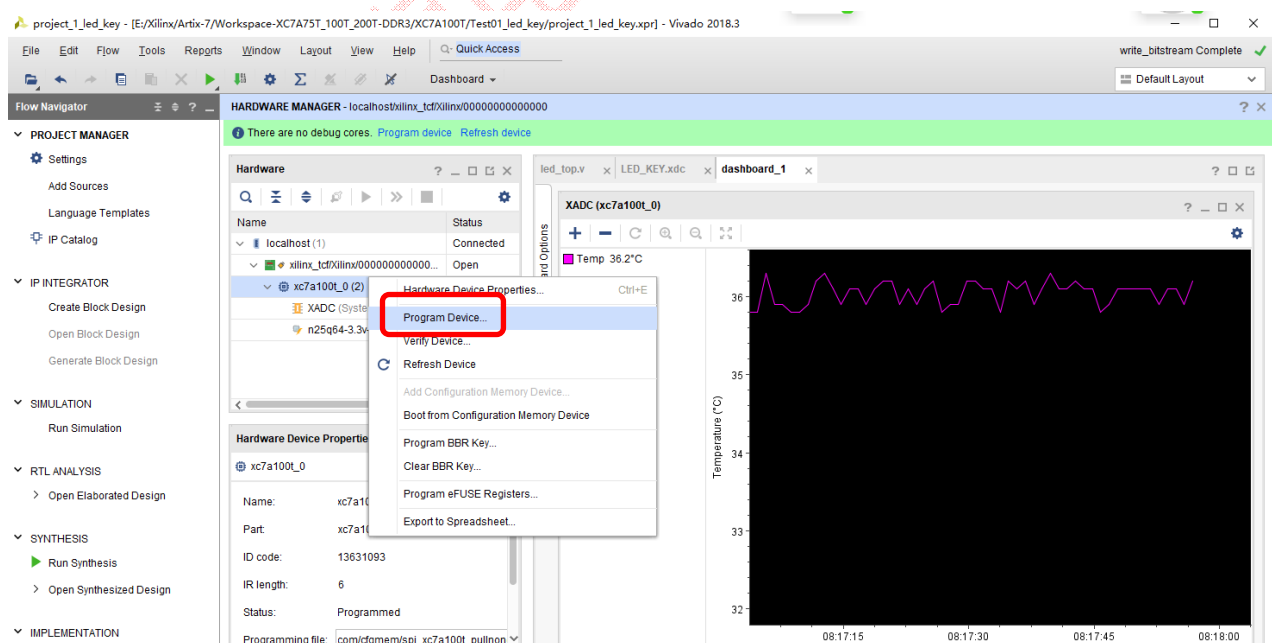 project_1_led_key - [E:/Xilinx/Artix-7/Workspace-XC7A75T_100T_200T-DDR3/XC7A100T/Test01_led_key/project_1_led_key.xpr] - Vivado 2018.3
File Edit Flow Tools Reports Window Layout View Help Quick Access
write_bitstream Complete
Dashboard
Default Layout
Flow Navigator
HARDWARE MANAGER - localhost/xilinx_tcf/Xilinx/00000000000000
There are no debug cores. Program device Refresh device
PROJECT MANAGER
Settings
Add Sources
Language Templates
IP Catalog
IP INTEGRATOR
Create Block Design
Open Block Design
Generate Block Design
SIMULATION
Run Simulation
RTL ANALYSIS
Open Elaborated Design
SYNTHESIS
Run Synthesis
Open Synthesized Design
IMPLEMENTATION
Hardware
Name Status
localhost (1) Connected
xilinx_tcf/Xilinx/000000000000... Open
xc7a100t_0 (2)
XADC (Syste
n25q64-3.3v-
Hardware Device Properties... Ctrl+E
Program Device...
Verify Device...
Refresh Device
Add Configuration Memory Device...
Boot from Configuration Memory Device
Program BBR Key...
Clear BBR Key...
Program eFUSE Registers...
Export to Spreadsheet...
Hardware Device Propertie
xc7a100t_0
Name: xc7a10
Part: xc7a10
ID code: 13631093
IR length: 6
Status: Programmed
Programming file: com/cfgmem/spi_xc7a100t_pullnon
led_top.v LED_KEY.xdc dashboard_1
XADC (xc7a100t_0)
Temp 36.2°C
36
35
34
33
32
Temperature (°C)
08:17:15 08:17:30 08:17:45 08:18:00